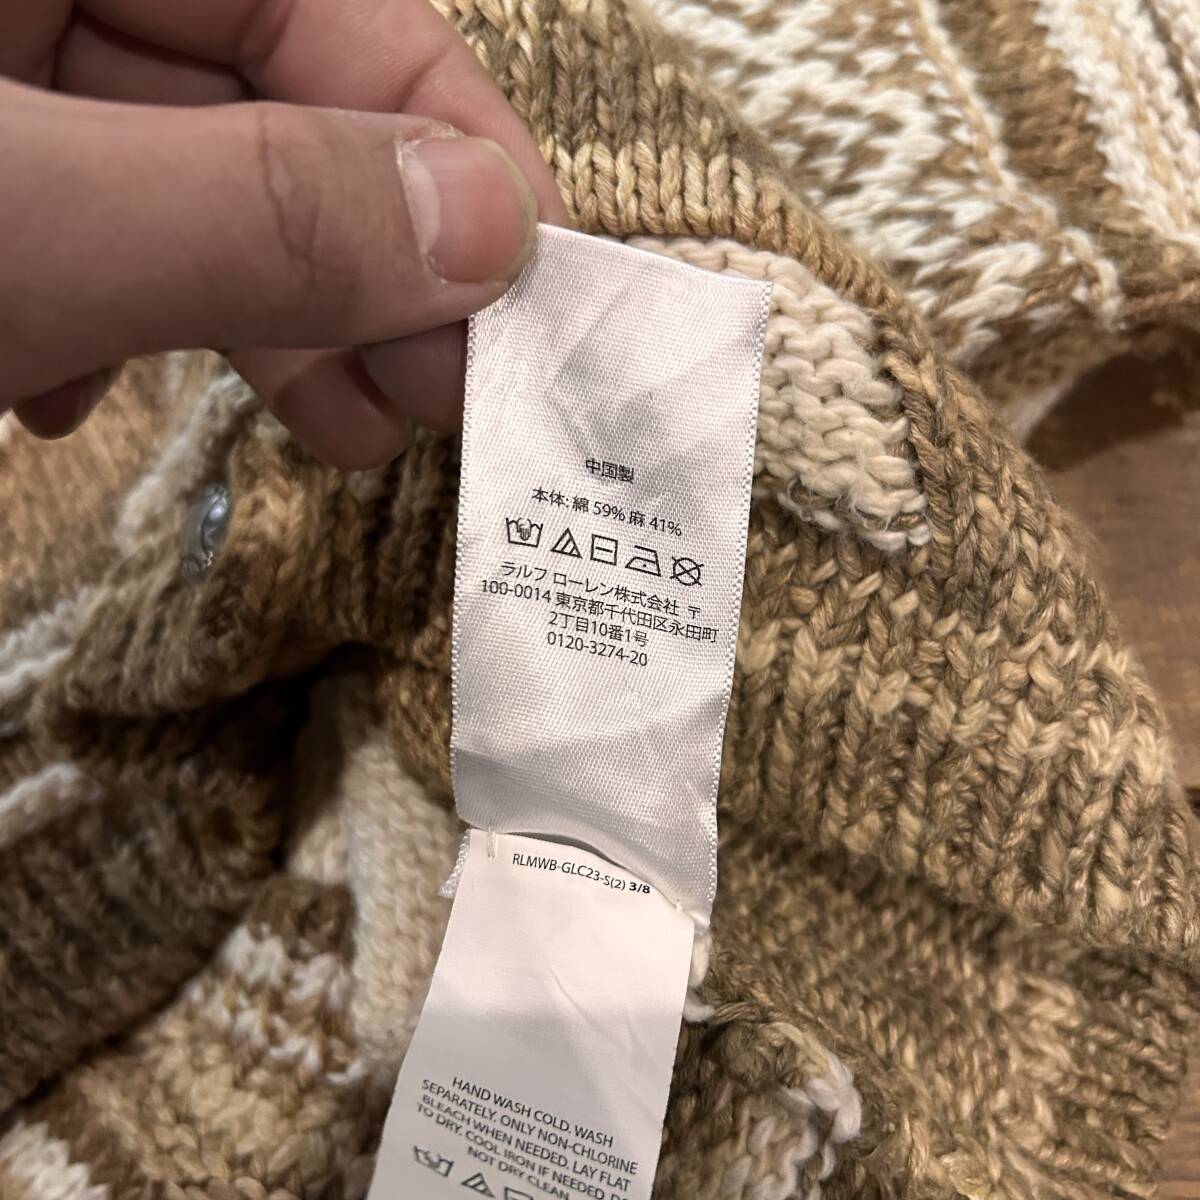 中国製
本体: 綿 59% 麻 41%
ラルフ ローレン株式会社 〒
100-0014 東京都千代田区永田町
2丁目10番1号
0120-3274-20
RLMWB-GLC23-S(2) 3/8
HAND WASH COLD. WASH
SEPARATELY. ONLY NON-CHLORINE
BLEACH WHEN NEEDED. LAY FLAT
TO DRY. COOL IRON IF NEEDED. DO
NOT DRY CLEAN